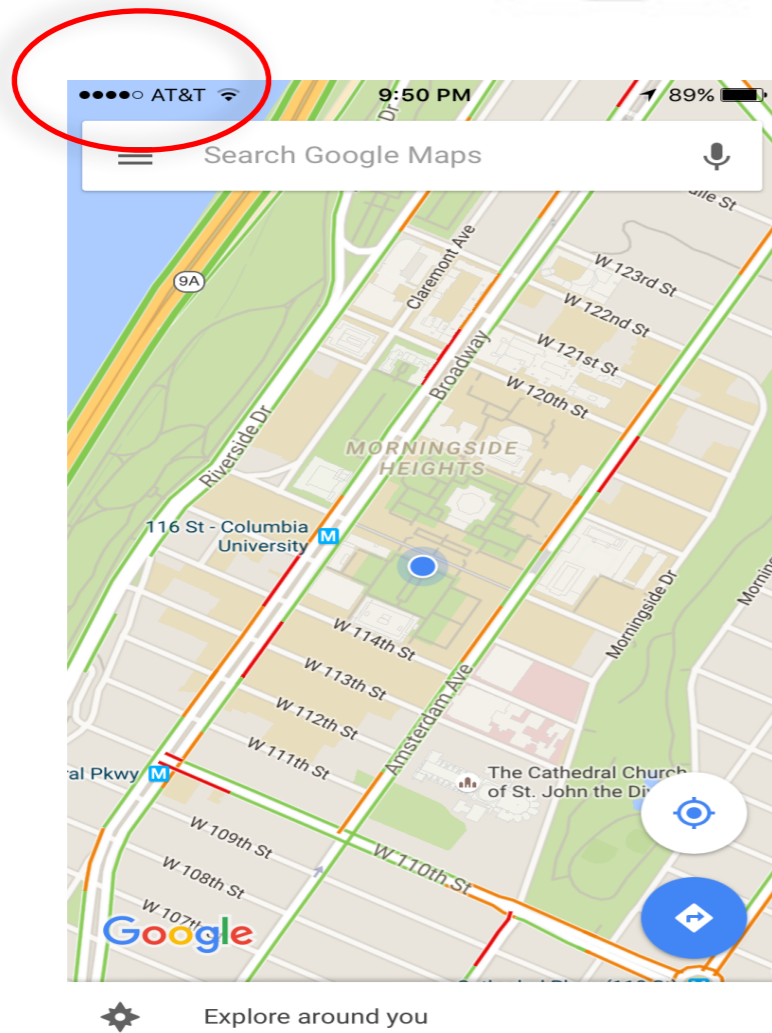 ●●●●○ AT&T 9:50 PM 89%
Search Google Maps
Dr
9A
Claremont Ave
W 123rd St
W 122nd St
W 121st St
W 120th St
Broadway
Riverside Dr
MORNINGSIDE
HEIGHTS
116 St - Columbia
University
M
Morningside Dr
W 114th St
W 113th St
W 112th St
W 111th St
Amsterdam Ave
al Pkwy M
The Cathedral Church
of St. John the Di
W 109th St
W 108th St
W 110th St
W 107th
Google
Explore around you